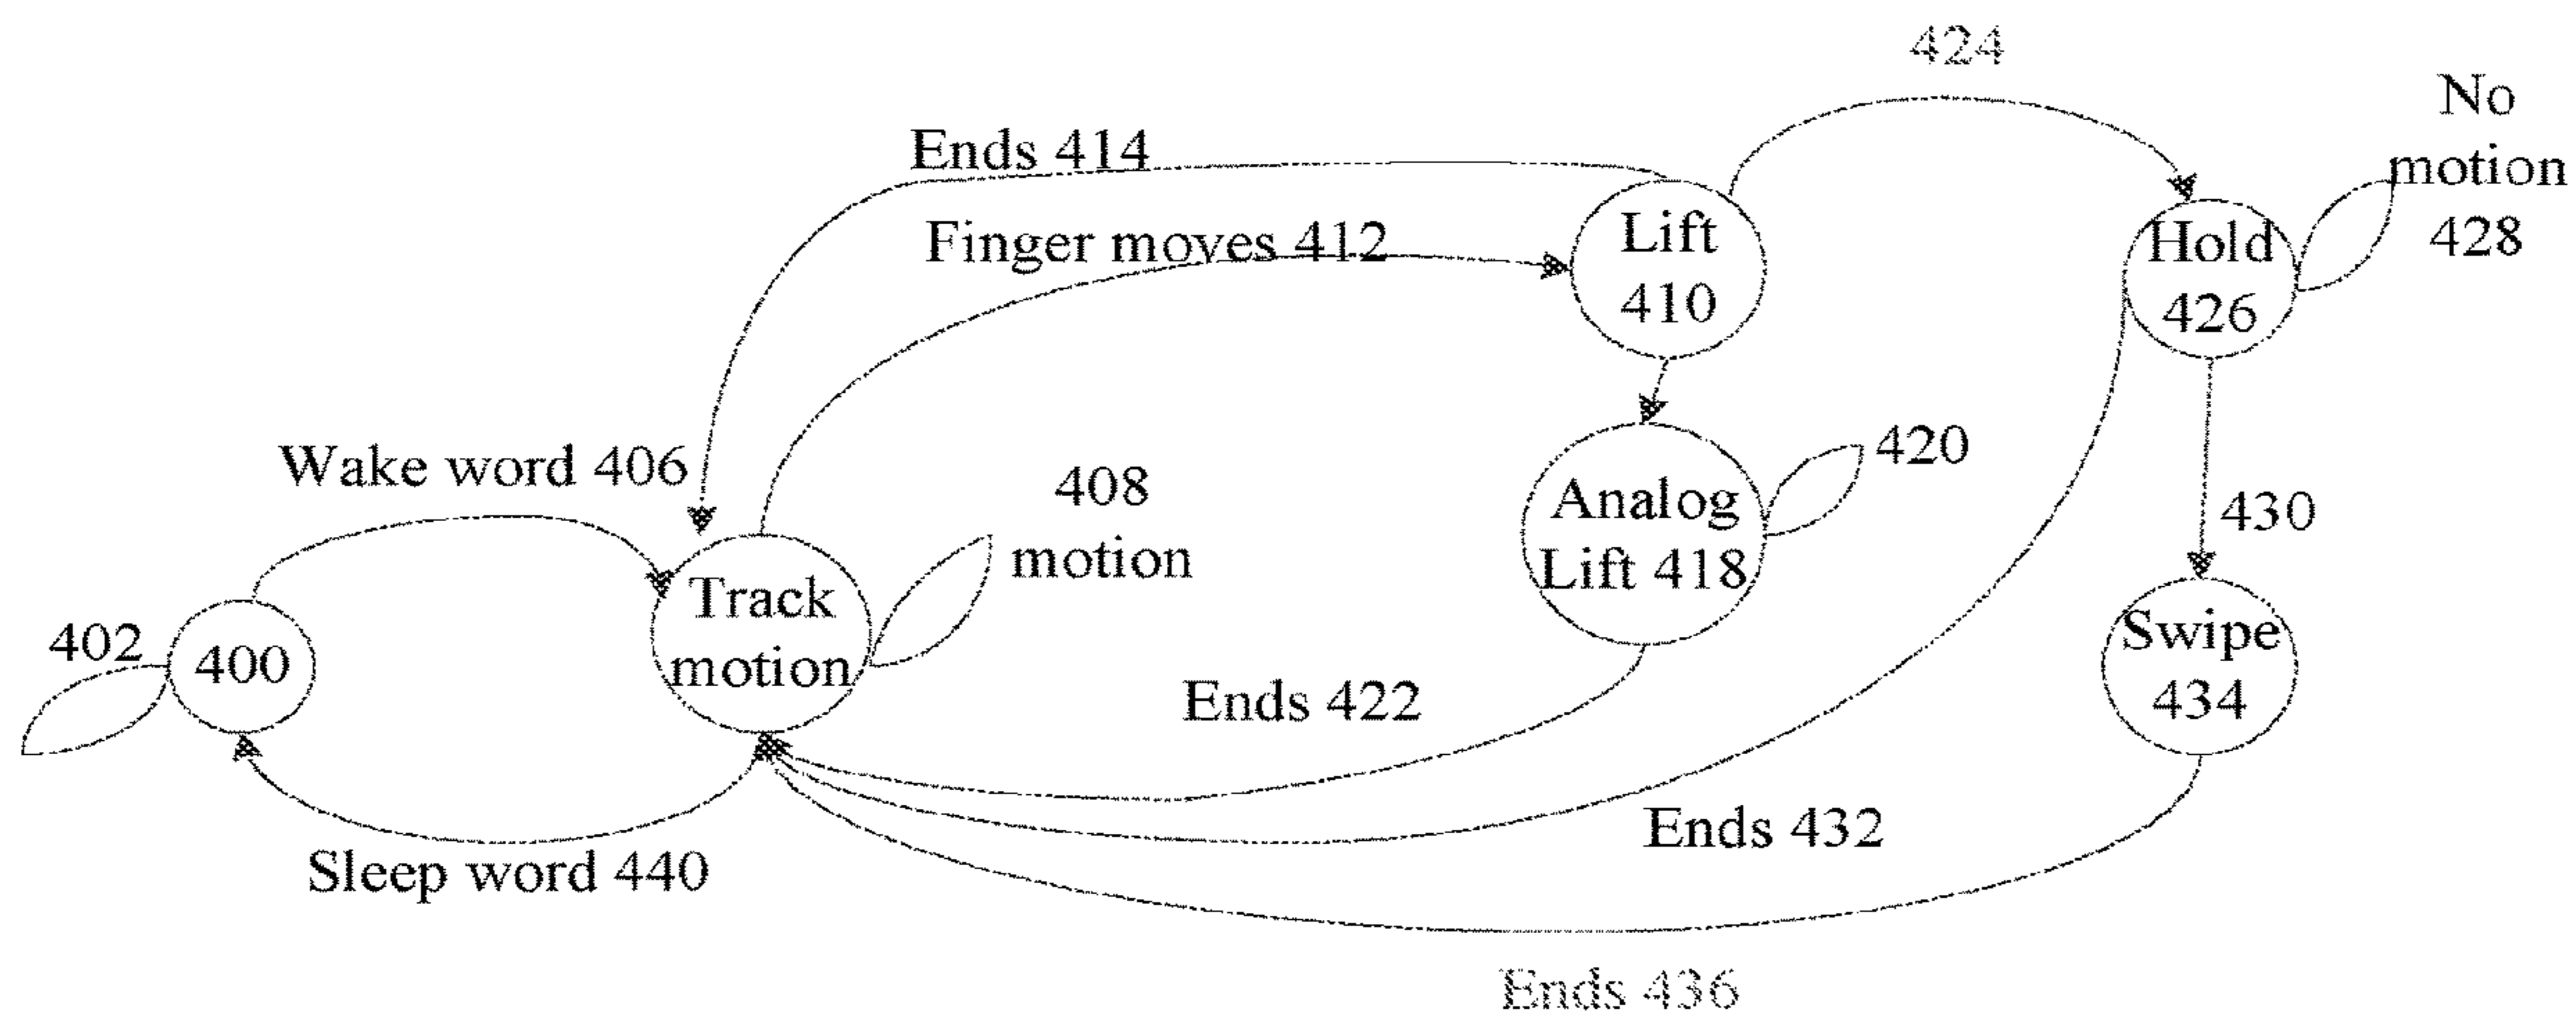 424
No
motion
428
Ends 414
Finger moves 412
Lift
410
Hold
426
Wake word 406
408
motion
Analog
Lift 418
420
430
402
400
Track
motion
Ends 422
Swipe
434
Sleep word 440
Ends 432
Ends 436